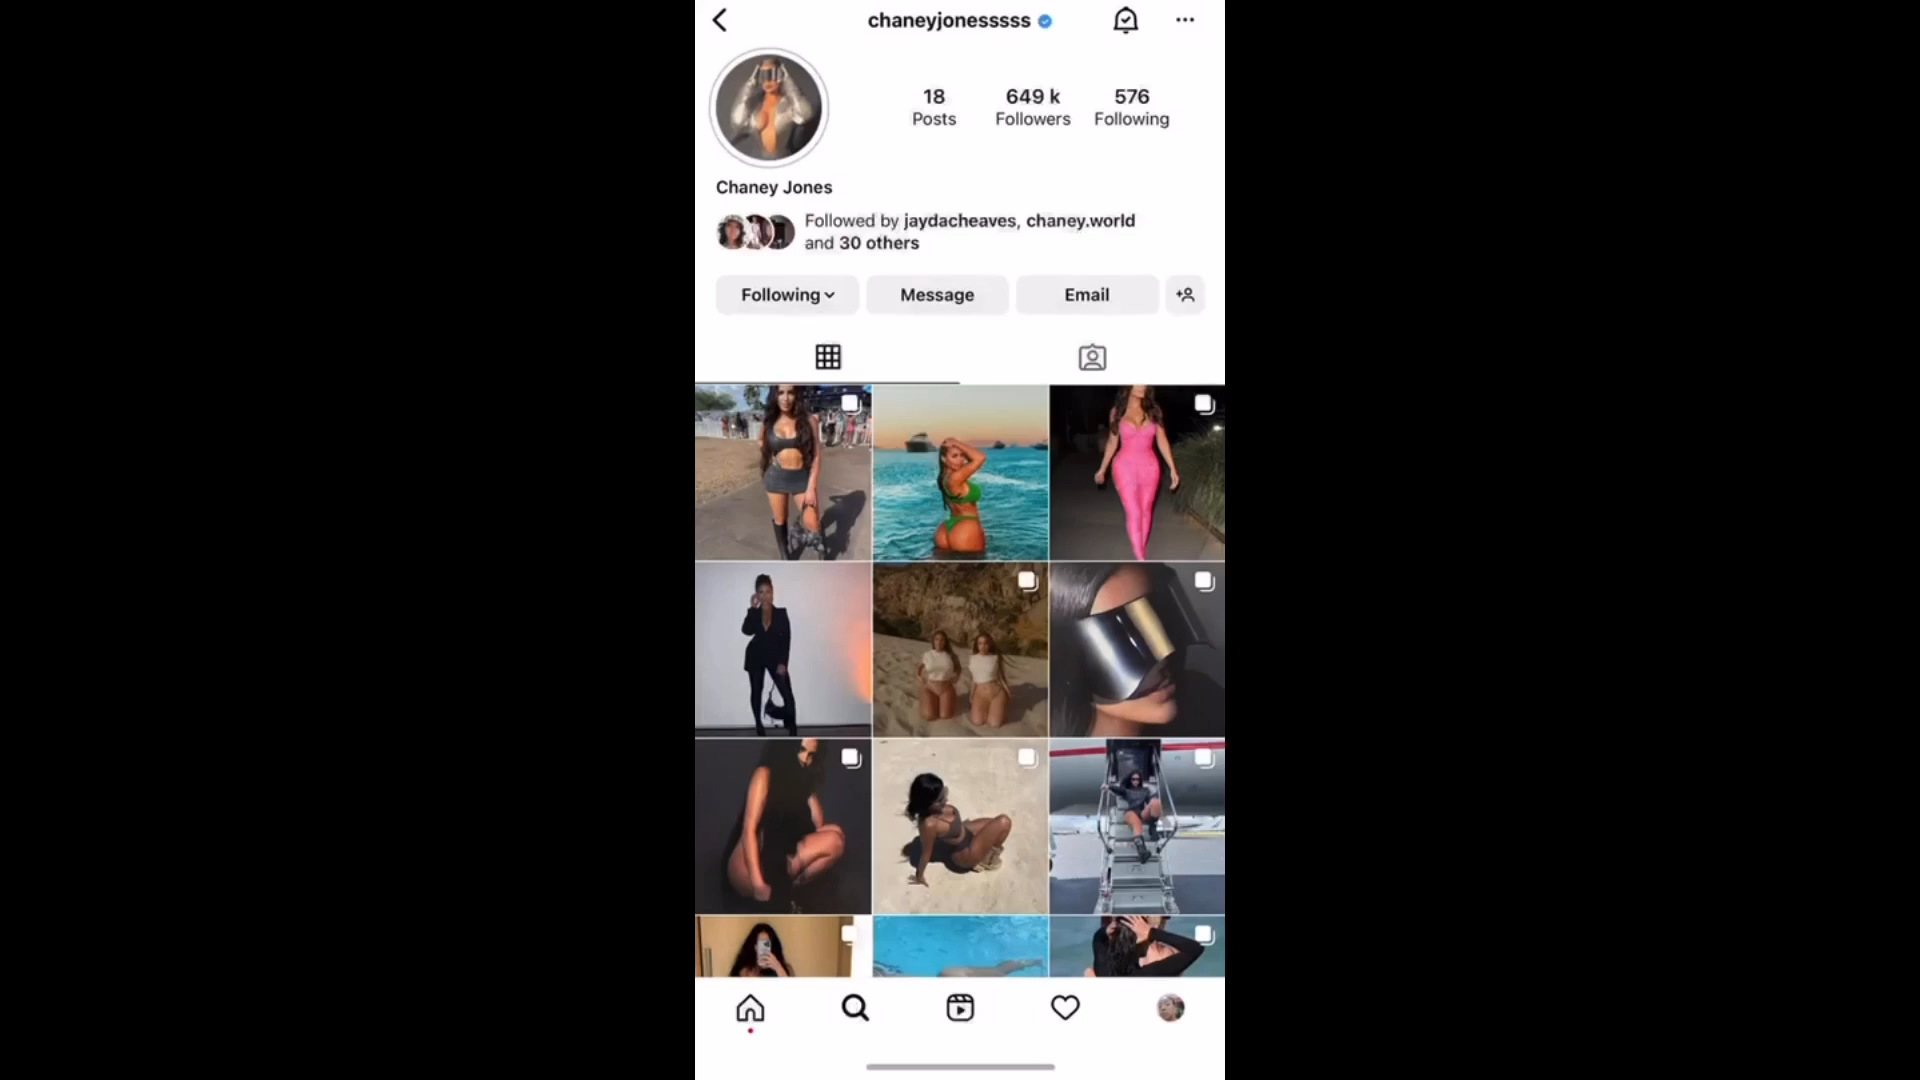 chaneyjonesssss
18 649 k 576
Posts Followers Following
Chaney Jones
Followed by jaydacheaves, chaney.world
and 30 others
Following Message Email